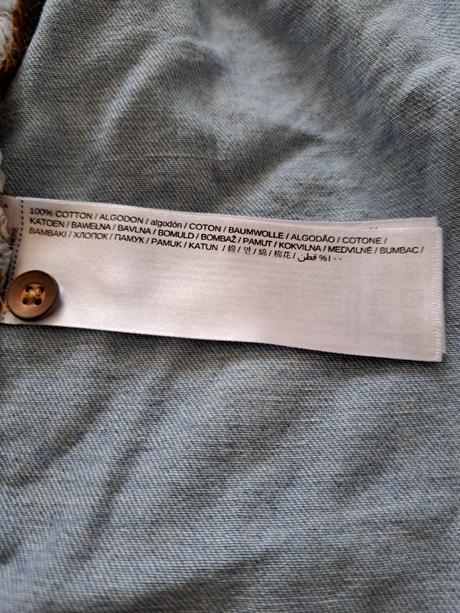 100% COTTON / ALGODON / algodón / COTON / BAUMWOLLE / ALGODÃO / COTONE /
KATOEN / BAWEŁNA / BAVLNA / BOMULD / BOMBAŽ / PAMUT / KOKVILNA / MEDVILNĖ / BUMBAC /
BAMBAKI / ХЛОПОК / ПАМУК / PAMUK / KATUN / 棉 / 면 / 綿 / 棉花 / قطن %١٠٠